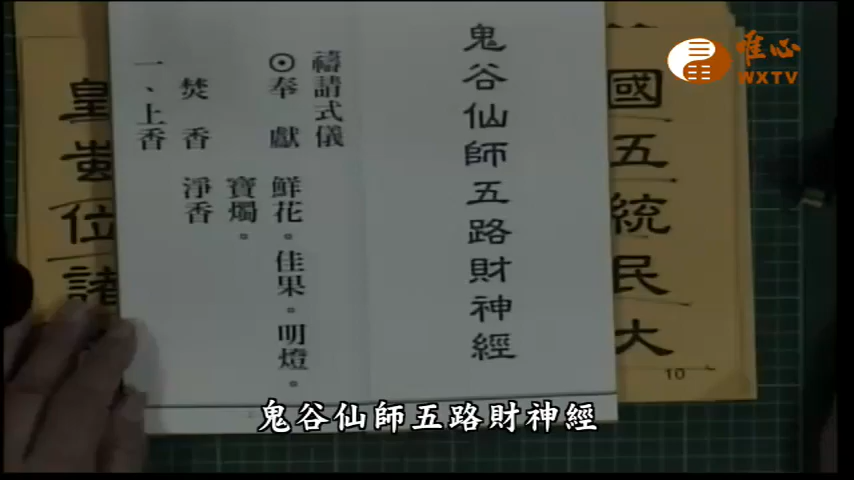 唯心
WXTV
鬼谷仙師五路財神經
禱請式儀
⊙奉獻 鮮花。佳果。明燈。
寶燭。
焚香 淨香
一、上香
國五統民大
10
位諸
鬼谷仙師五路財神經